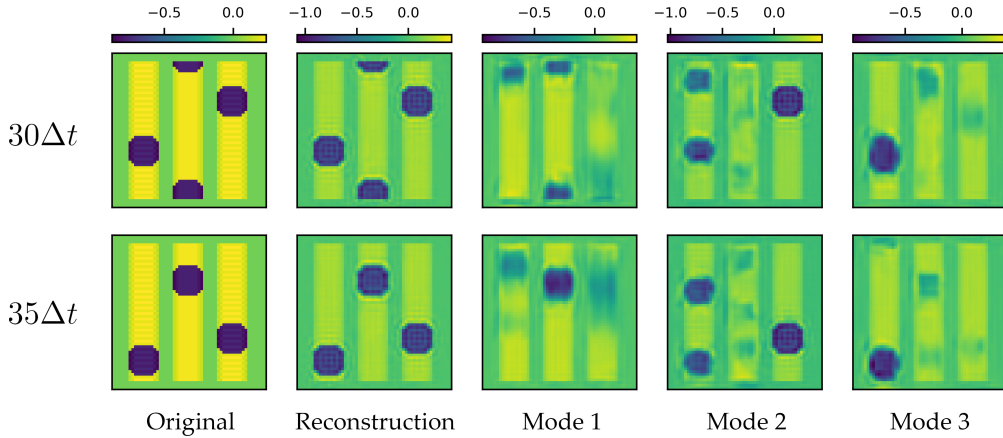 −0.5 0.0 −1.0 −0.5 0.0 −0.5 0.0 −1.0 −0.5 0.0 −0.5 0.0
30Δt
35Δt
Original Reconstruction Mode 1 Mode 2 Mode 3